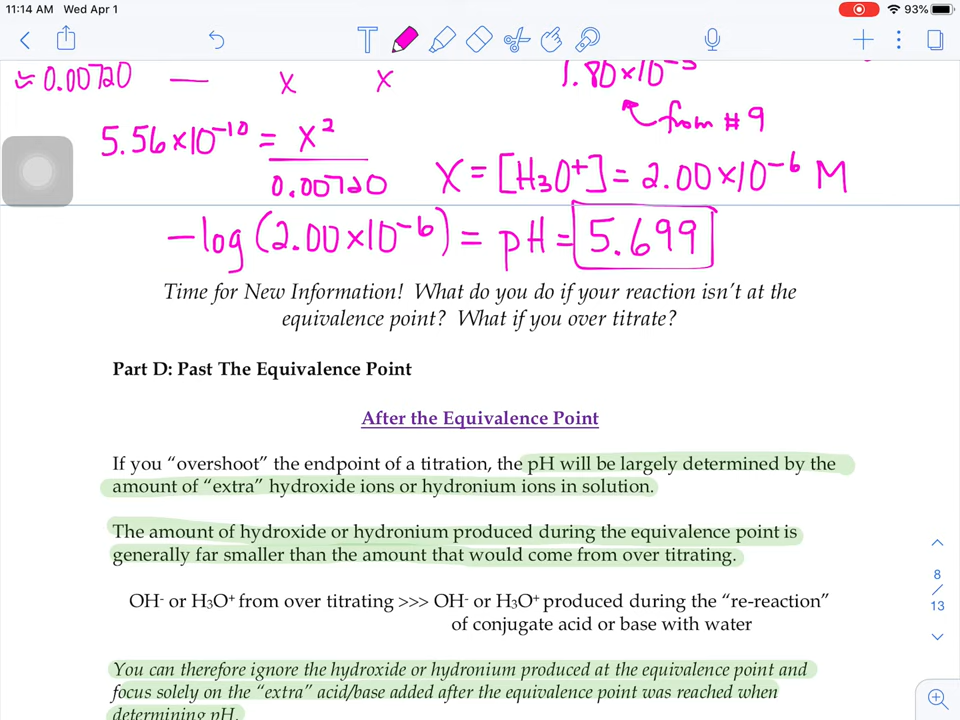 11:14 AM Wed Apr 1 93%
T
≈ 0.00720 — x x 1.80×10⁻⁵
from #9
5.56×10⁻¹⁰ = x²
0.00720 x = [H₃O⁺] = 2.00×10⁻⁶ M
-log (2.00×10⁻⁶) = pH = 5.699
Time for New Information! What do you do if your reaction isn't at the
equivalence point? What if you over titrate?
Part D: Past The Equivalence Point
After the Equivalence Point
If you "overshoot" the endpoint of a titration, the pH will be largely determined by the
amount of "extra" hydroxide ions or hydronium ions in solution.
The amount of hydroxide or hydronium produced during the equivalence point is
generally far smaller than the amount that would come from over titrating.
OH⁻ or H₃O⁺ from over titrating >>> OH⁻ or H₃O⁺ produced during the "re-reaction"
of conjugate acid or base with water
You can therefore ignore the hydroxide or hydronium produced at the equivalence point and
focus solely on the "extra" acid/base added after the equivalence point was reached when
determining pH.
8
/
13